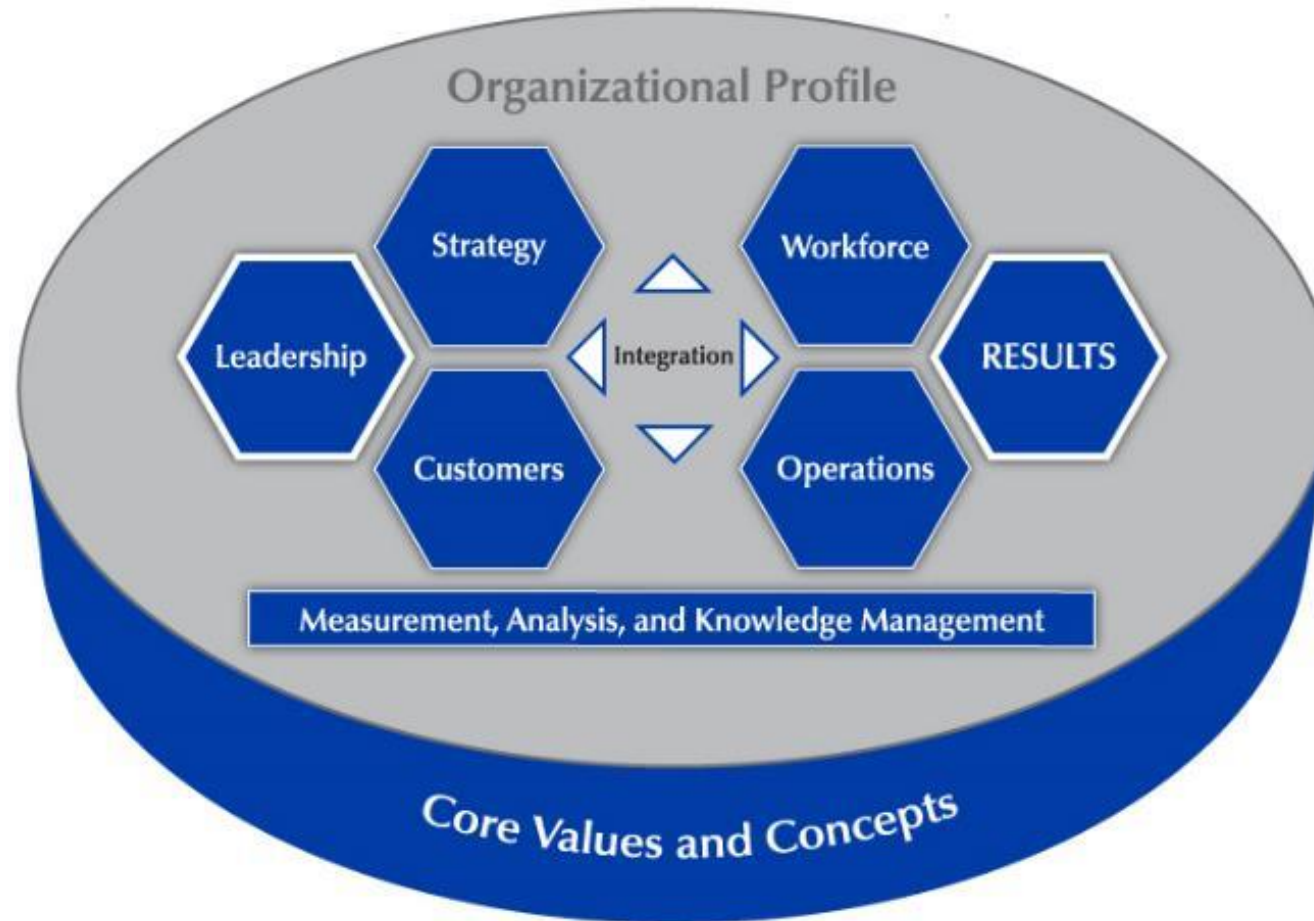 Organizational Profile
Strategy
Workforce
Leadership
Integration
RESULTS
Customers
Operations
Measurement, Analysis, and Knowledge Management
Core Values and Concepts